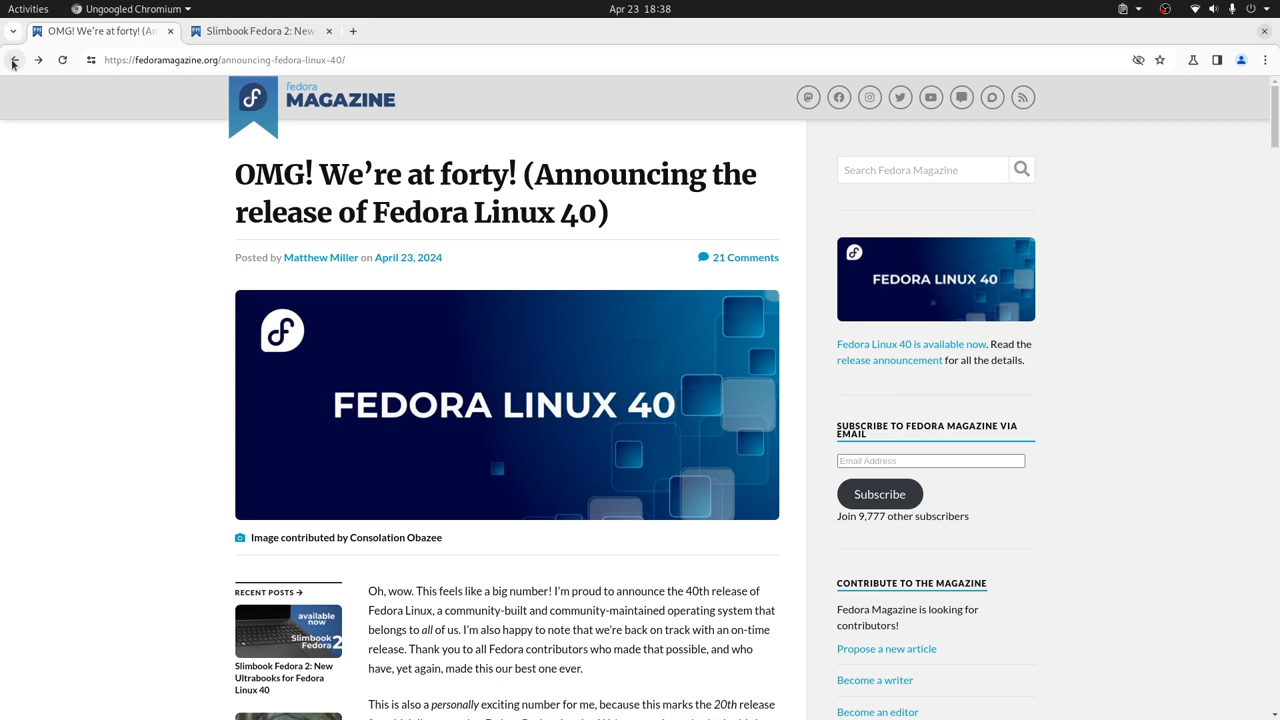 Activities
Ungoogled Chromium
Apr 23 18:38
OMG! We're at forty! (An
Slimbook Fedora 2: New
https://fedoramagazine.org/announcing-fedora-linux-40/
fedora
MAGAZINE
OMG! We're at forty! (Announcing the
release of Fedora Linux 40)
Posted by Matthew Miller on April 23, 2024
21 Comments
FEDORA LINUX 40
Image contributed by Consolation Obazee
RECENT POSTS →
available
now
Slimbook
Fedora 2
Slimbook Fedora 2: New
Ultrabooks for Fedora
Linux 40
Oh, wow. This feels like a big number! I'm proud to announce the 40th release of
Fedora Linux, a community-built and community-maintained operating system that
belongs to all of us. I'm also happy to note that we're back on track with an on-time
release. Thank you to all Fedora contributors who made that possible, and who
have, yet again, made this our best one ever.
This is also a personally exciting number for me, because this marks the 20th release
Search Fedora Magazine
FEDORA LINUX 40
Fedora Linux 40 is available now. Read the
release announcement for all the details.
SUBSCRIBE TO FEDORA MAGAZINE VIA
EMAIL
Email Address
Subscribe
Join 9,777 other subscribers
CONTRIBUTE TO THE MAGAZINE
Fedora Magazine is looking for
contributors!
Propose a new article
Become a writer
Become an editor